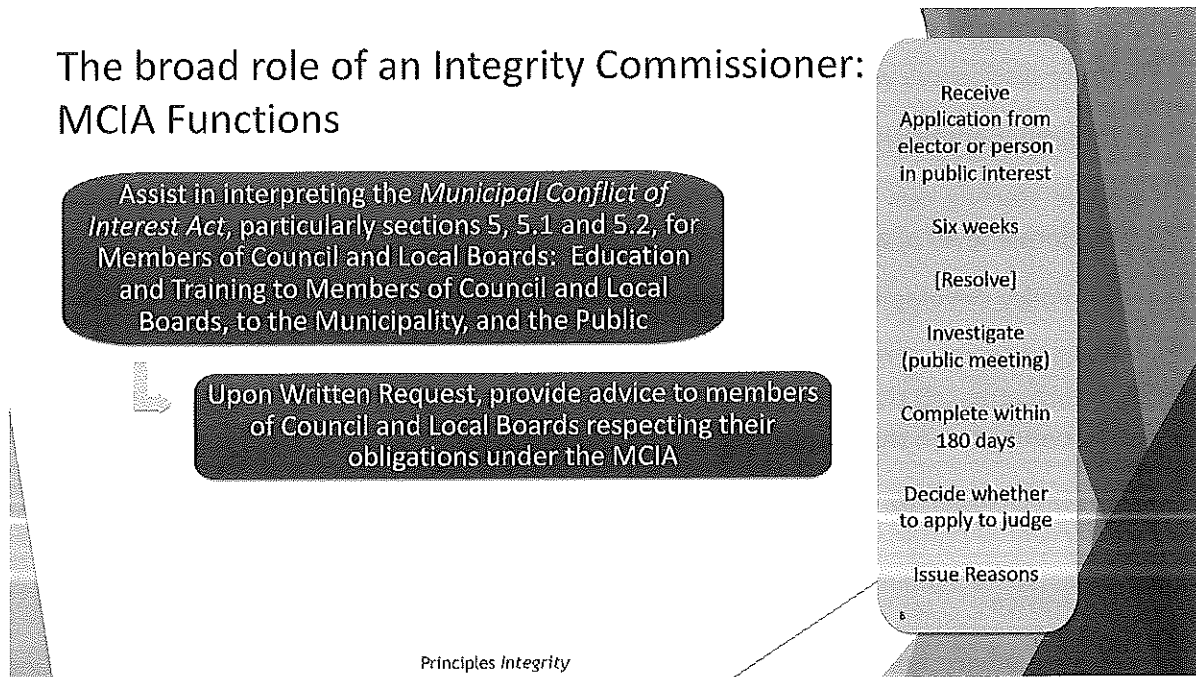 The broad role of an Integrity Commissioner:
MCIA Functions
Assist in interpreting the Municipal Conflict of
Interest Act, particularly sections 5, 5.1 and 5.2, for
Members of Council and Local Boards: Education
and Training to Members of Council and Local
Boards, to the Municipality, and the Public
Upon Written Request, provide advice to members
of Council and Local Boards respecting their
obligations under the MCIA
Receive
Application from
elector or person
in public interest
Six weeks
[Resolve]
Investigate
(public meeting)
Complete within
180 days
Decide whether
to apply to judge
Issue Reasons
Principles Integrity